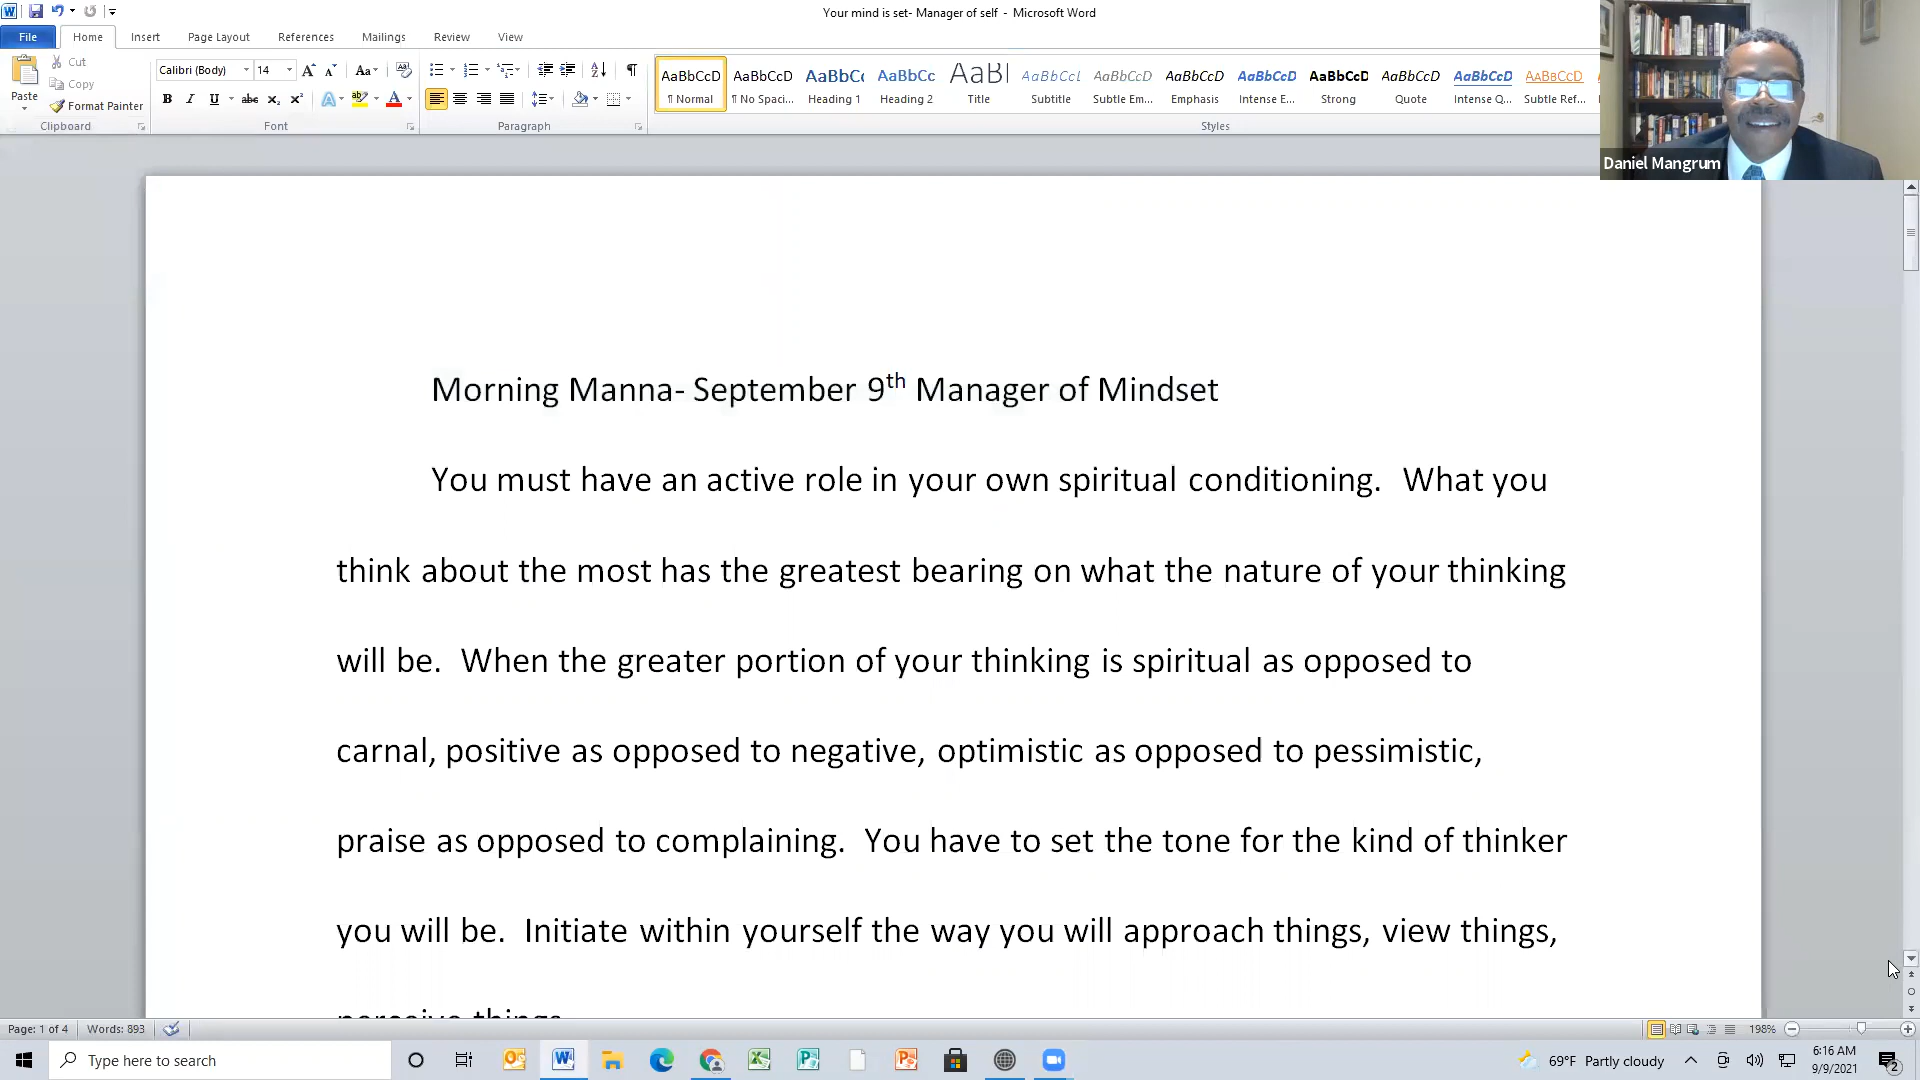 Your mind is set- Manager of self - Microsoft Word
File Home Insert Page Layout References Mailings Review View
Paste
Cut
Copy
Format Painter
Clipboard
Calibri (Body) 14
Font
Paragraph
AaBbCcD AaBbCcD AaBbCc AaBbCc AaBl AaBbCcL AaBbCcD AaBbCcD AaBbCcD AaBbCcD AaBbCcD AaBbCcD AABBCCD
¶ Normal ¶ No Spaci... Heading 1 Heading 2 Title Subtitle Subtle Em... Emphasis Intense E... Strong Quote Intense Q... Subtle Ref...
Styles
Daniel Mangrum
Morning Manna- September 9th Manager of Mindset
You must have an active role in your own spiritual conditioning. What you
think about the most has the greatest bearing on what the nature of your thinking
will be. When the greater portion of your thinking is spiritual as opposed to
carnal, positive as opposed to negative, optimistic as opposed to pessimistic,
praise as opposed to complaining. You have to set the tone for the kind of thinker
you will be. Initiate within yourself the way you will approach things, view things,
perceive things
Page: 1 of 4 Words: 893 198%
Type here to search 69°F Partly cloudy 6:16 AM
9/9/2021 2